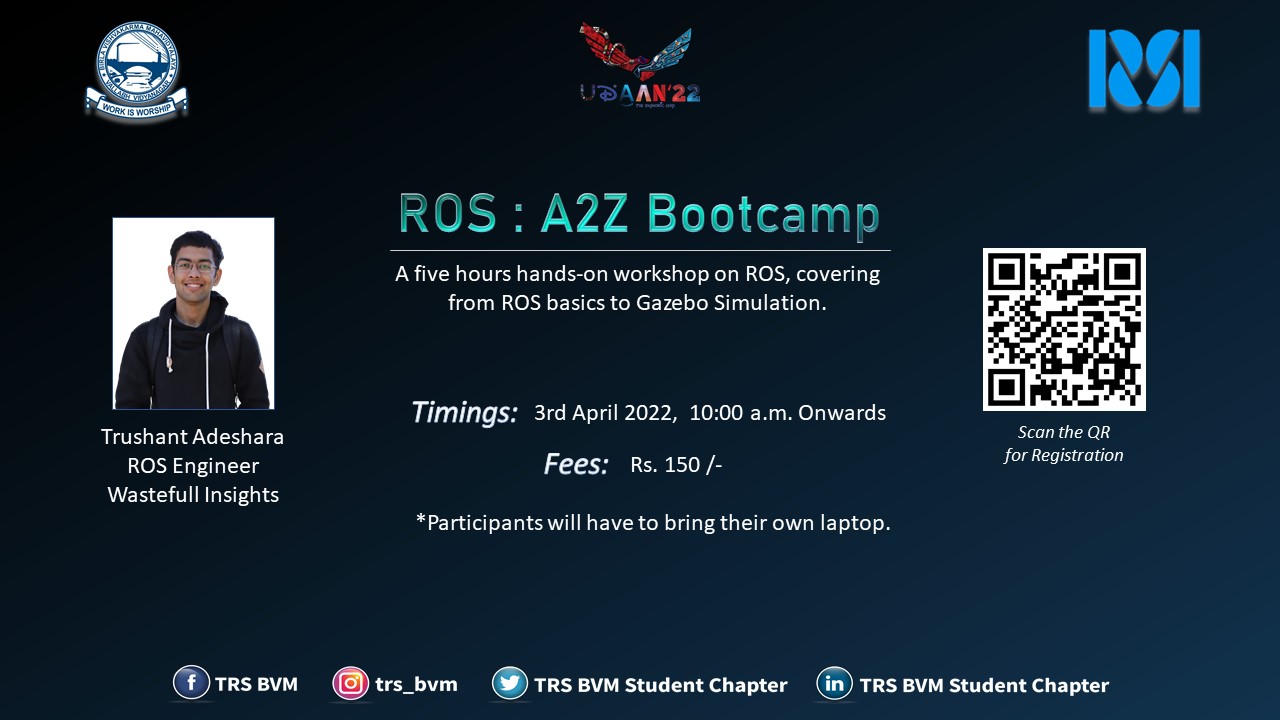 BIRLA VISHVAKARMA MAHAVIDYALAYA
VALLABH VIDYANAGAR
WORK IS WORSHIP
UDAAN'22
ROS : A2Z Bootcamp
A five hours hands-on workshop on ROS, covering
from ROS basics to Gazebo Simulation.
Timings: 3rd April 2022, 10:00 a.m. Onwards
Fees: Rs. 150 /-
*Participants will have to bring their own laptop.
Trushant Adeshara
ROS Engineer
Wastefull Insights
Scan the QR
for Registration
TRS BVM
trs_bvm
TRS BVM Student Chapter
TRS BVM Student Chapter